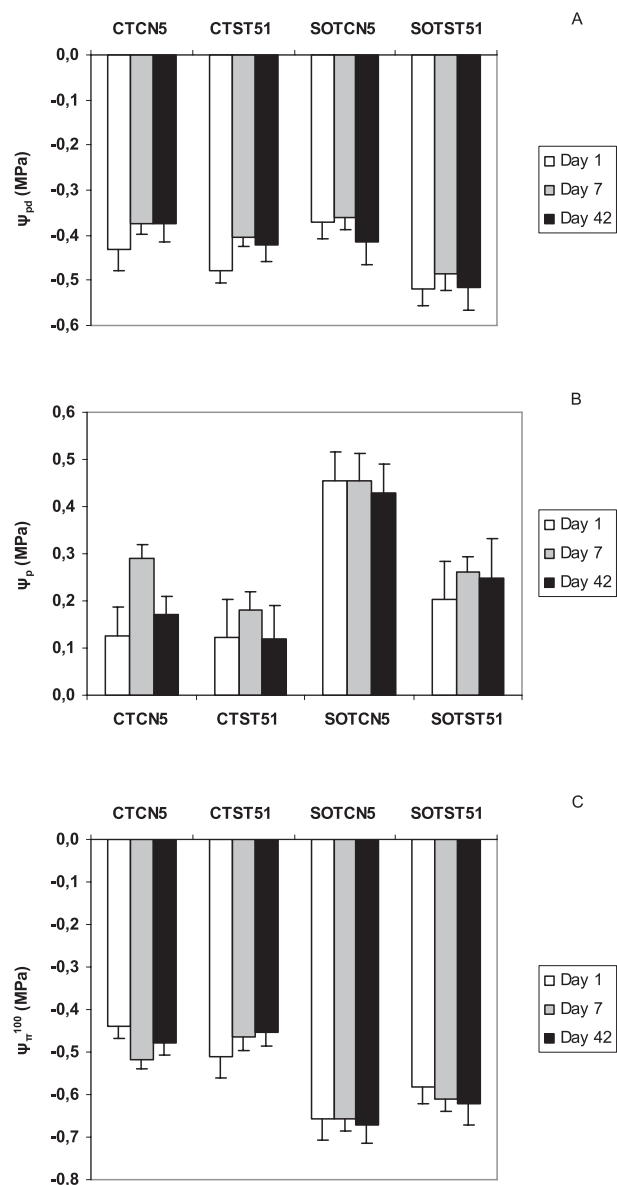 A
CTCN5 CTST51 SOTCN5 SOTST51
0,0
-0,1
-0,2
-0,3
-0,4
-0,5
-0,6
Ψpd (MPa)
Day 1
Day 7
Day 42
B
0,6
0,5
0,4
0,3
0,2
0,1
0,0
Ψp (MPa)
CTCN5 CTST51 SOTCN5 SOTST51
Day 1
Day 7
Day 42
C
CTCN5 CTST51 SOTCN5 SOTST51
0,0
-0,1
-0,2
-0,3
-0,4
-0,5
-0,6
-0,7
-0.8
Ψπ¹⁰⁰ (MPa)
Day 1
Day 7
Day 42